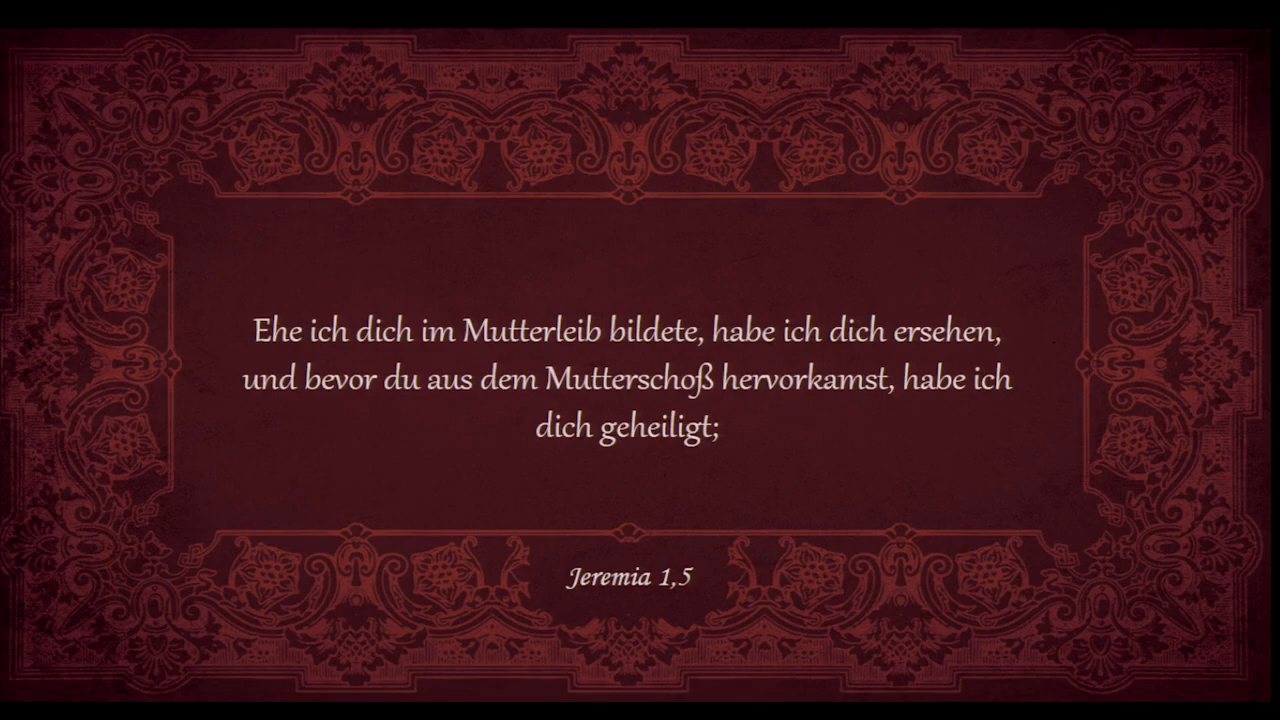 Ehe ich dich im Mutterleib bildete, habe ich dich ersehen,
und bevor du aus dem Mutterschoß hervorkamst, habe ich
dich geheiligt;
Jeremia 1,5